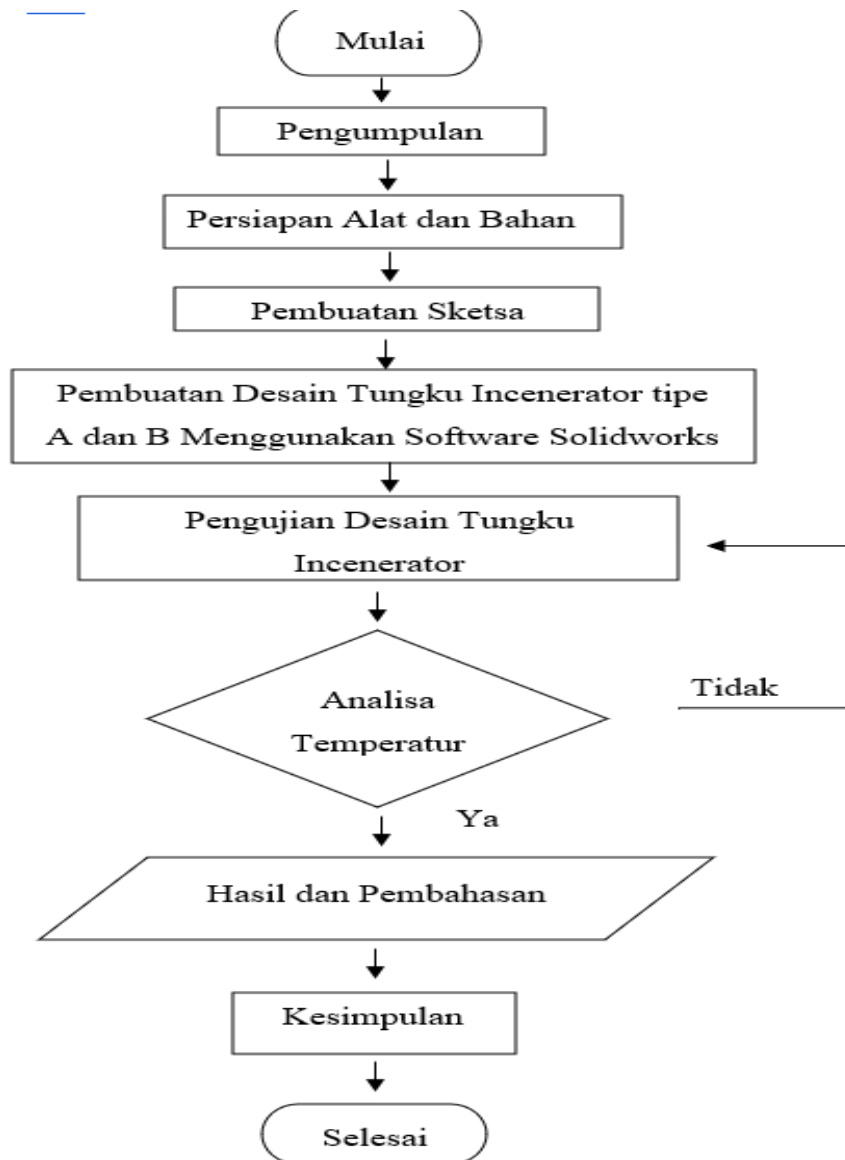 Mulai
Pengumpulan
Persiapan Alat dan Bahan
Pembuatan Sketsa
Pembuatan Desain Tungku Incenerator tipe
A dan B Menggunakan Software Solidworks
Pengujian Desain Tungku
Incenerator
Analisa
Temperatur
Tidak
Ya
Hasil dan Pembahasan
Kesimpulan
Selesai